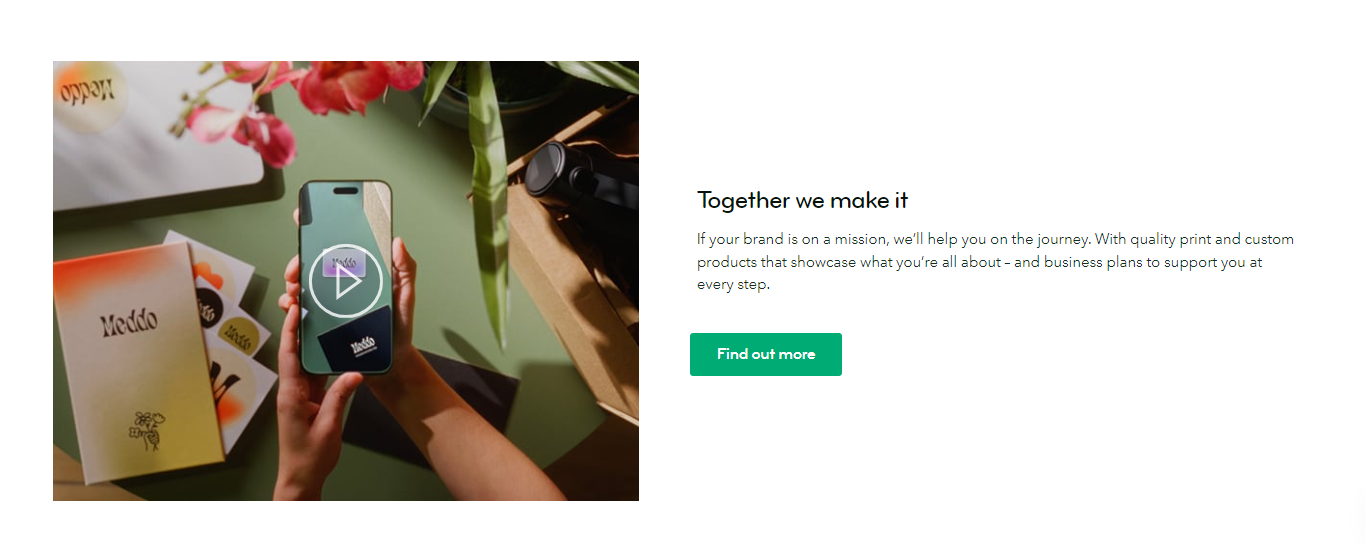 Meddo
Meddo
Meddo
Meddo
Meddo
Together we make it
If your brand is on a mission, we’ll help you on the journey. With quality print and custom
products that showcase what you’re all about – and business plans to support you at
every step.
Find out more